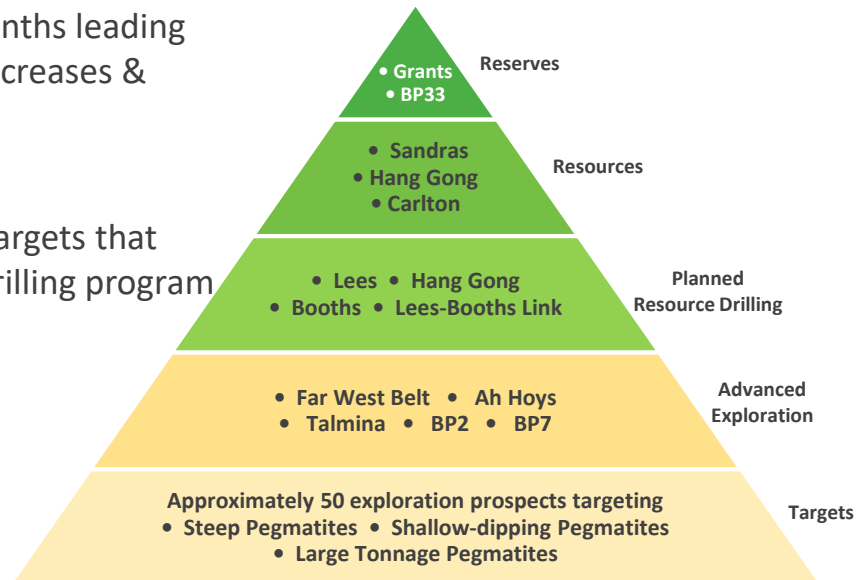 nths leading
creases &
argets that
rilling program
• Grants
• BP33
Reserves
• Sandras
• Hang Gong
• Carlton
Resources
• Lees • Hang Gong
• Booths • Lees-Booths Link
Planned
Resource Drilling
• Far West Belt • Ah Hoys
• Talmina • BP2 • BP7
Advanced
Exploration
Approximately 50 exploration prospects targeting
• Steep Pegmatites • Shallow-dipping Pegmatites
• Large Tonnage Pegmatites
Targets